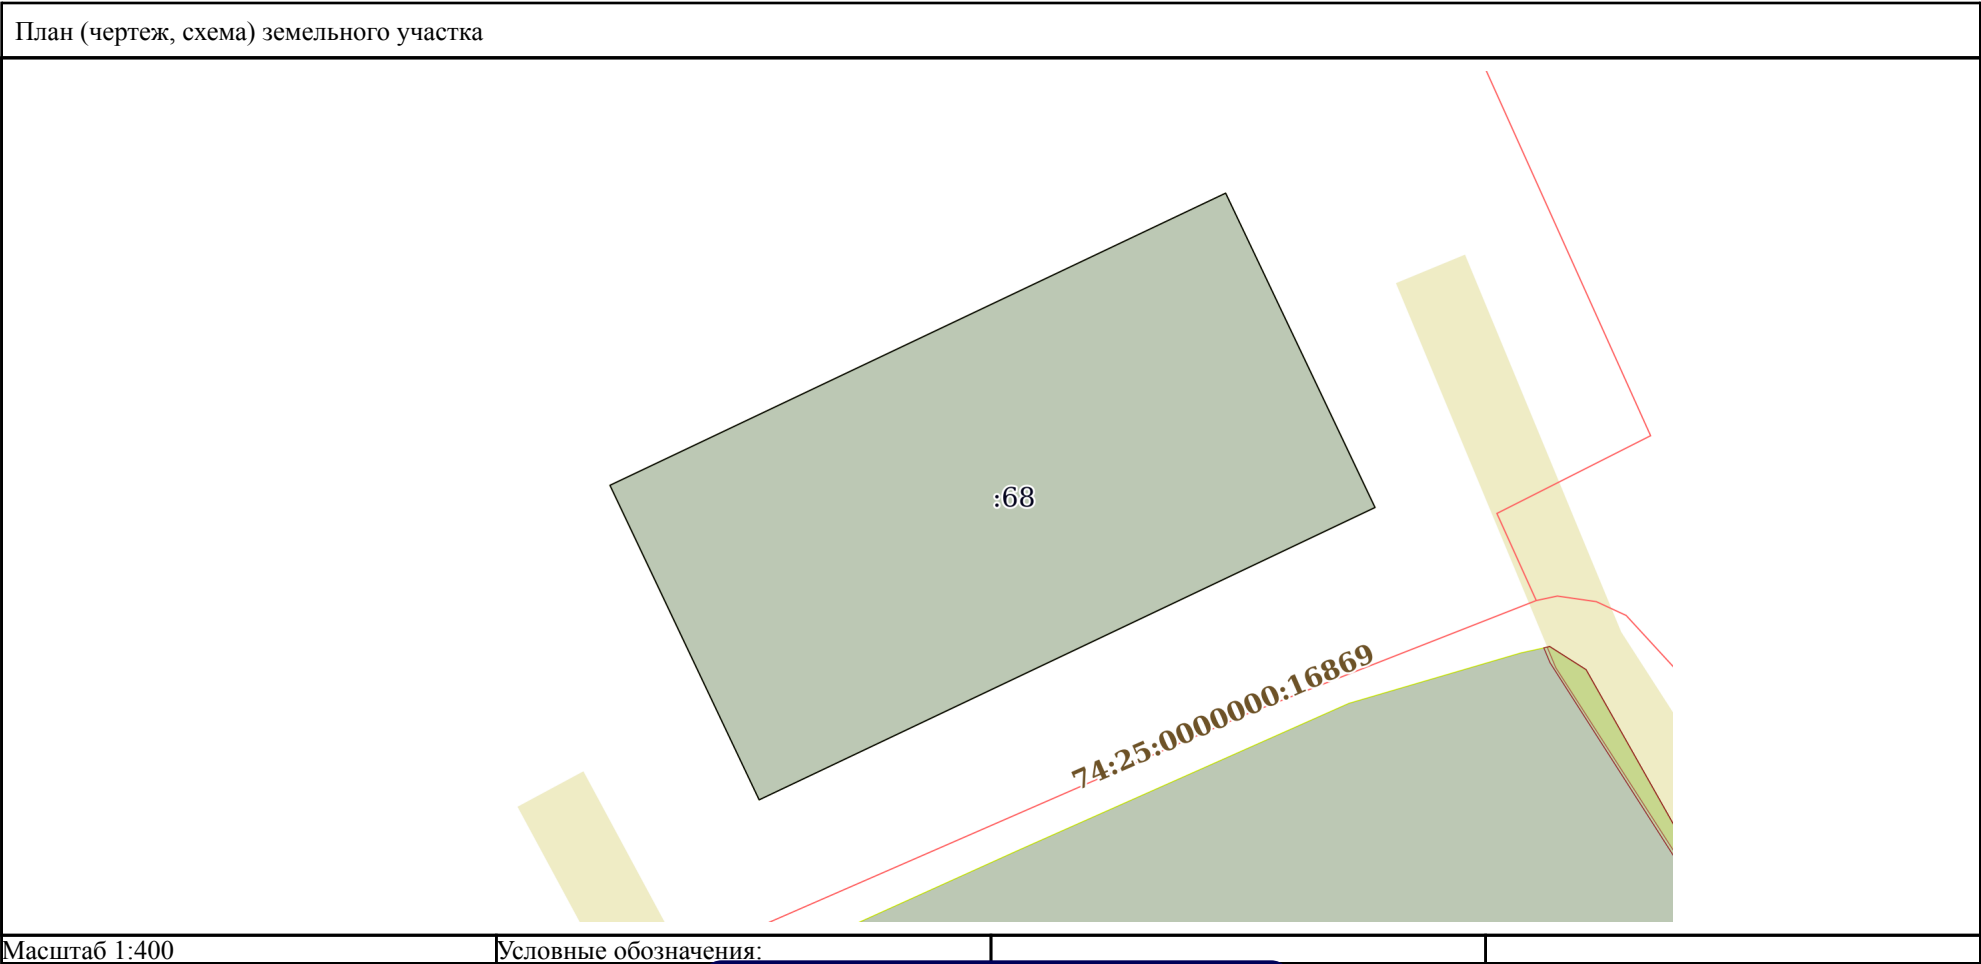 План (чертеж, схема) земельного участка
:68
74:25:0000000:16869
Масштаб 1:400
Условные обозначения: